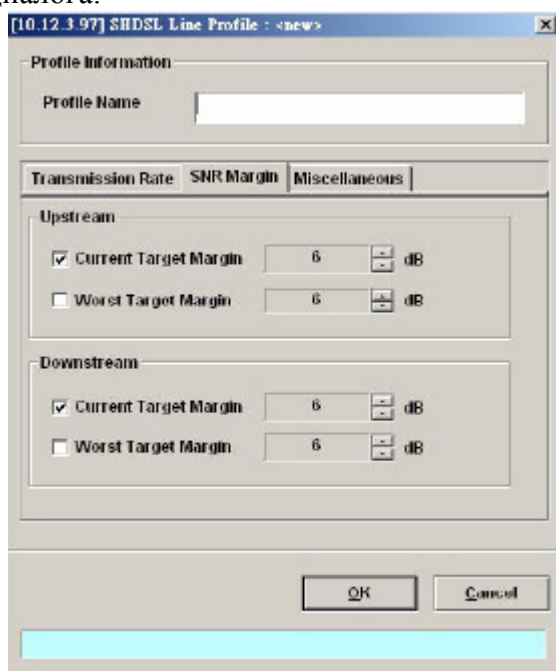 [10.12.3.97] SHDSL Line Profile : <new>
Profile Information
Profile Name
Transmission Rate SNR Margin Miscellaneous
Upstream
Current Target Margin 6 dB
Worst Target Margin 6 dB
Downstream
Current Target Margin 6 dB
Worst Target Margin 6 dB
OK Cancel